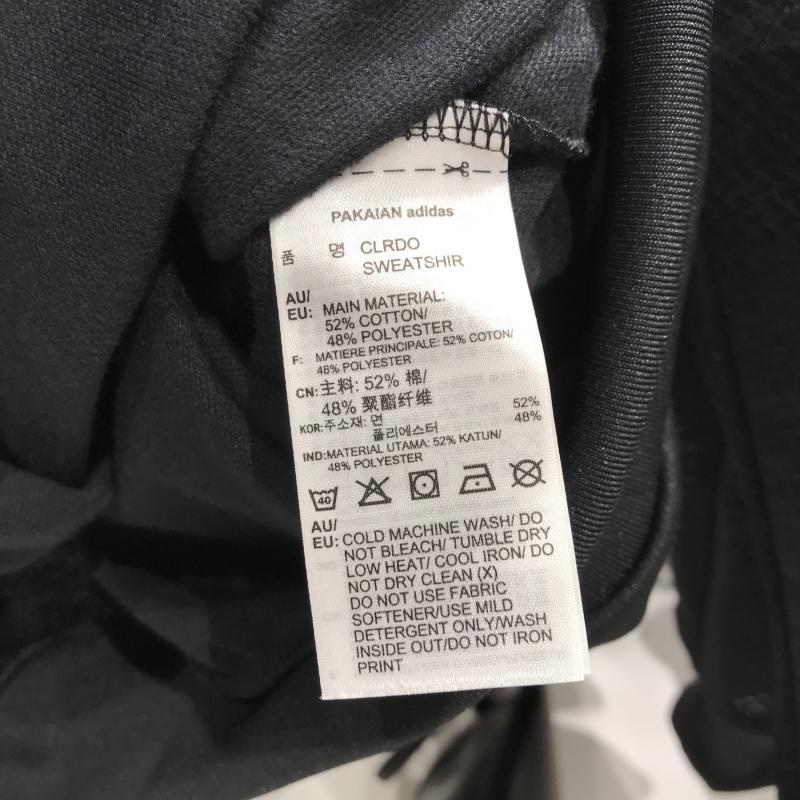 PAKAIAN adidas
품 명 CLRDO
SWEATSHIR
AU/
EU: MAIN MATERIAL:
52% COTTON/
48% POLYESTER
F: MATIERE PRINCIPALE: 52% COTON/
48% POLYESTER
CN:主料: 52% 棉/
48% 聚酯纤维
KOR:주소재: 면 52%
폴리에스터 48%
IND:MATERIAL UTAMA: 52% KATUN/
48% POLYESTER
40
AU/
EU: COLD MACHINE WASH/ DO
NOT BLEACH/ TUMBLE DRY
LOW HEAT/ COOL IRON/ DO
NOT DRY CLEAN (X)
DO NOT USE FABRIC
SOFTENER/USE MILD
DETERGENT ONLY/WASH
INSIDE OUT/DO NOT IRON
PRINT